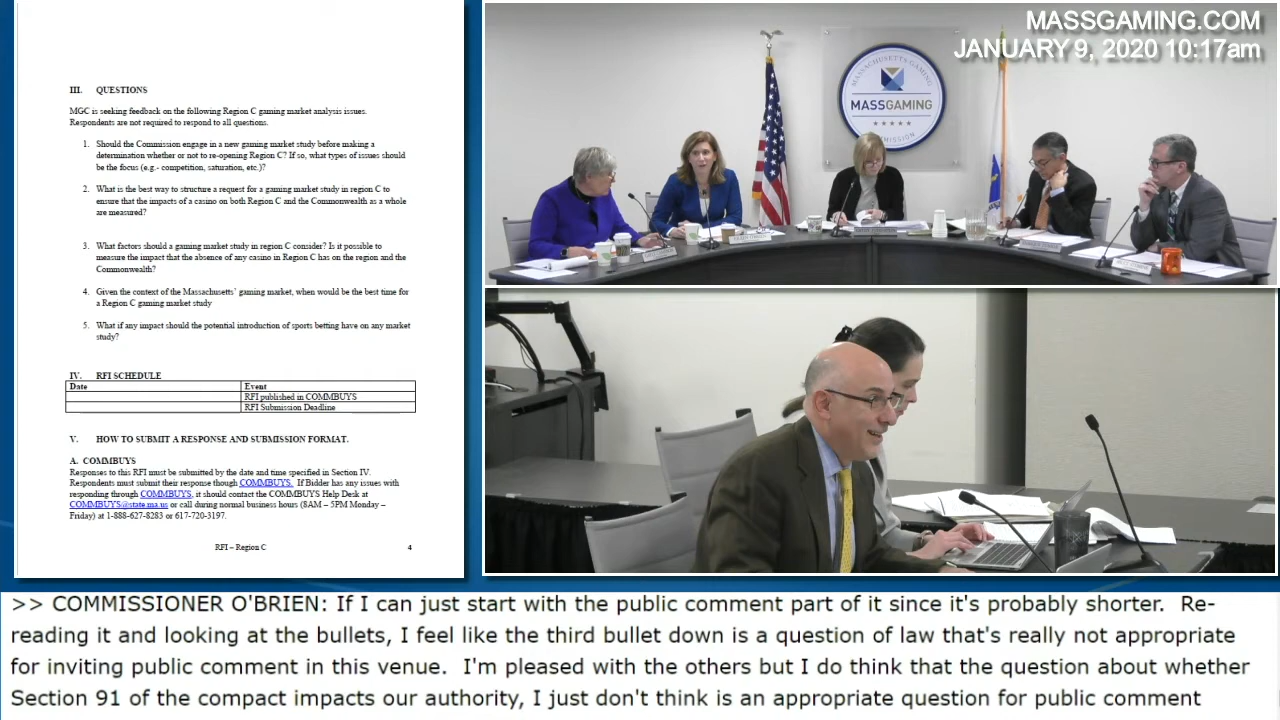 III. QUESTIONS
MGC is seeking feedback on the following Region C gaming market analysis issues.
Respondents are not required to respond to all questions.
1. Should the Commission engage in a new gaming market study before making a
determination whether or not to re-opening Region C? If so, what types of issues should
be the focus (e.g.- competition, saturation, etc.)?
2. What is the best way to structure a request for a gaming market study in region C to
ensure that the impacts of a casino on both Region C and the Commonwealth as a whole
are measured?
3. What factors should a gaming market study in region C consider? Is it possible to
measure the impact that the absence of any casino in Region C has on the region and the
Commonwealth?
4. Given the context of the Massachusetts' gaming market, when would be the best time for
a Region C gaming market study
5. What if any impact should the potential introduction of sports betting have on any market
study?
IV. RFI SCHEDULE
Date Event
RFI published in COMMBUYS
RFI Submission Deadline
V. HOW TO SUBMIT A RESPONSE AND SUBMISSION FORMAT.
A. COMMBUYS
Responses to this RFI must be submitted by the date and time specified in Section IV.
Respondents must submit their response though COMMBUYS. If Bidder has any issues with
responding through COMMBUYS, it should contact the COMMBUYS Help Desk at
COMMBUYS@state.ma.us or call during normal business hours (8AM – 5PM Monday –
Friday) at 1-888-627-8283 or 617-720-3197.
RFI – Region C 4
MASSGAMING.COM
JANUARY 9, 2020 10:17am
MASSACHUSETTS GAMING
MASSGAMING
>> COMMISSIONER O'BRIEN: If I can just start with the public comment part of it since it's probably shorter. Re-
reading it and looking at the bullets, I feel like the third bullet down is a question of law that's really not appropriate
for inviting public comment in this venue. I'm pleased with the others but I do think that the question about whether
Section 91 of the compact impacts our authority, I just don't think is an appropriate question for public comment